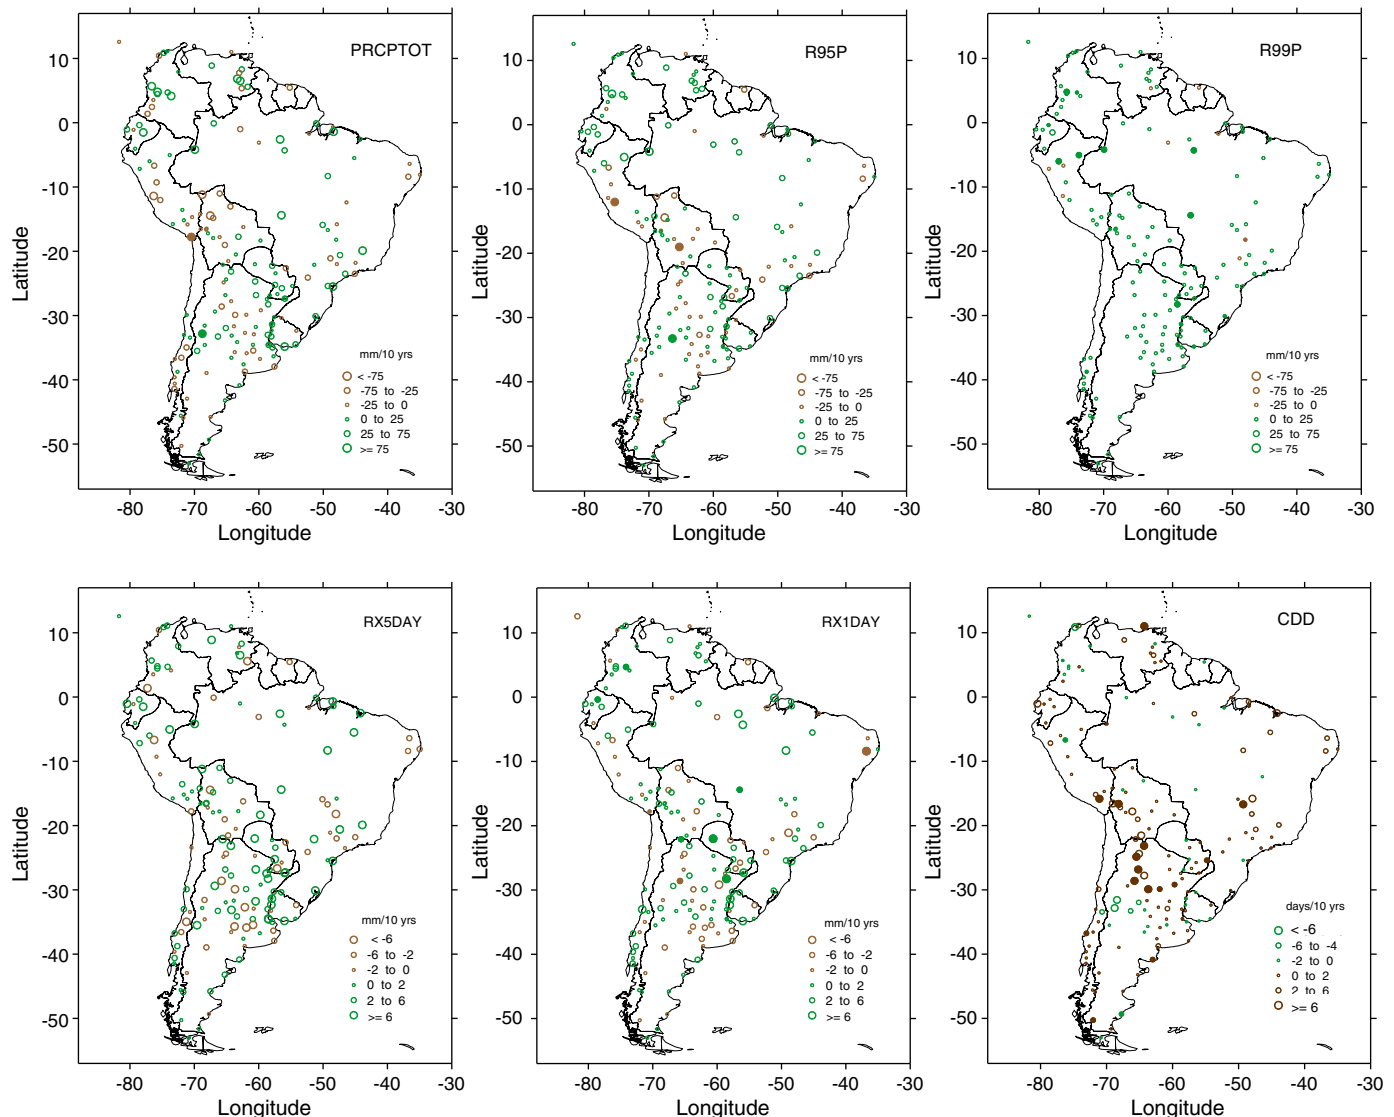 PRCPTOT
10
0
-10
-20
-30
-40
-50
Latitude
mm/10 yrs
< -75
-75 to -25
-25 to 0
0 to 25
25 to 75
>= 75
-80 -70 -60 -50 -40 -30
Longitude
R95P
10
0
-10
-20
-30
-40
-50
Latitude
mm/10 yrs
< -75
-75 to -25
-25 to 0
0 to 25
25 to 75
>= 75
-80 -70 -60 -50 -40 -30
Longitude
R99P
10
0
-10
-20
-30
-40
-50
Latitude
mm/10 yrs
< -75
-75 to -25
-25 to 0
0 to 25
25 to 75
>= 75
-80 -70 -60 -50 -40 -30
Longitude
RX5DAY
10
0
-10
-20
-30
-40
-50
Latitude
mm/10 yrs
< -6
-6 to -2
-2 to 0
0 to 2
2 to 6
>= 6
-80 -70 -60 -50 -40 -30
Longitude
RX1DAY
10
0
-10
-20
-30
-40
-50
Latitude
mm/10 yrs
< -6
-6 to -2
-2 to 0
0 to 2
2 to 6
>= 6
-80 -70 -60 -50 -40 -30
Longitude
CDD
10
0
-10
-20
-30
-40
-50
Latitude
days/10 yrs
< -6
-6 to -4
-2 to 0
0 to 2
2 to 6
>= 6
-80 -70 -60 -50 -40 -30
Longitude